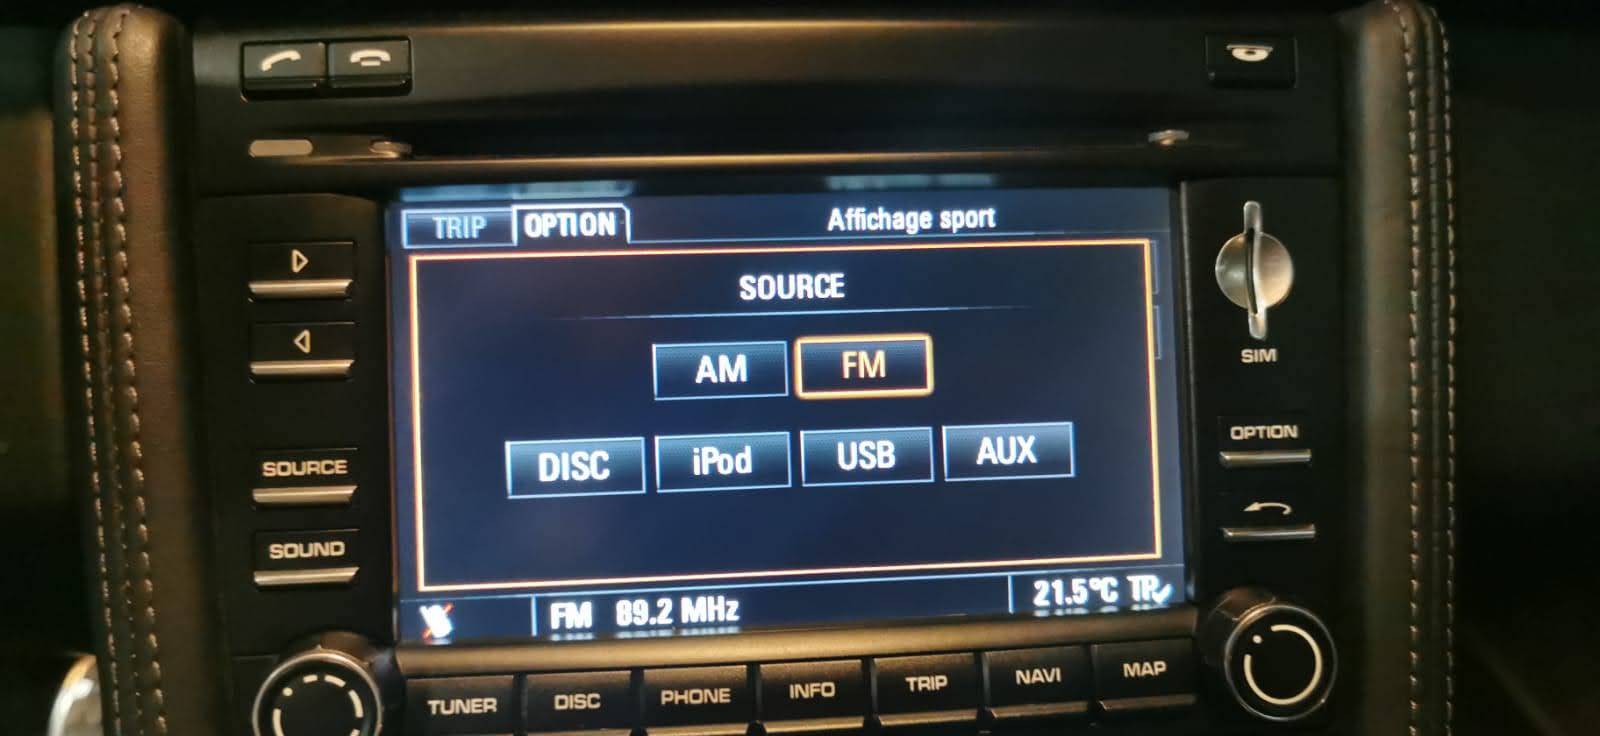 TRIP OPTION Affichage sport
SOURCE
AM FM
DISC iPod USB AUX
FM 89.2 MHz 21.5°C TP
SOURCE
SOUND
SIM
OPTION
TUNER DISC PHONE INFO TRIP NAVI MAP